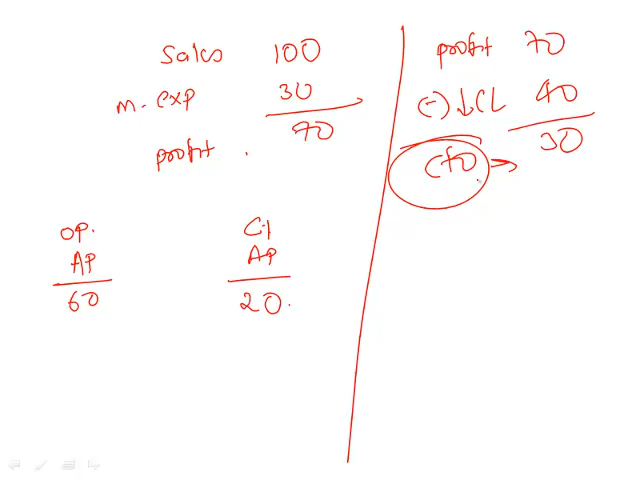 Sales 100
m. exp 30
70
profit .
op. Cl
AP AP
60 20.
profit 70
(-) ↓CL 40
30
CFO →